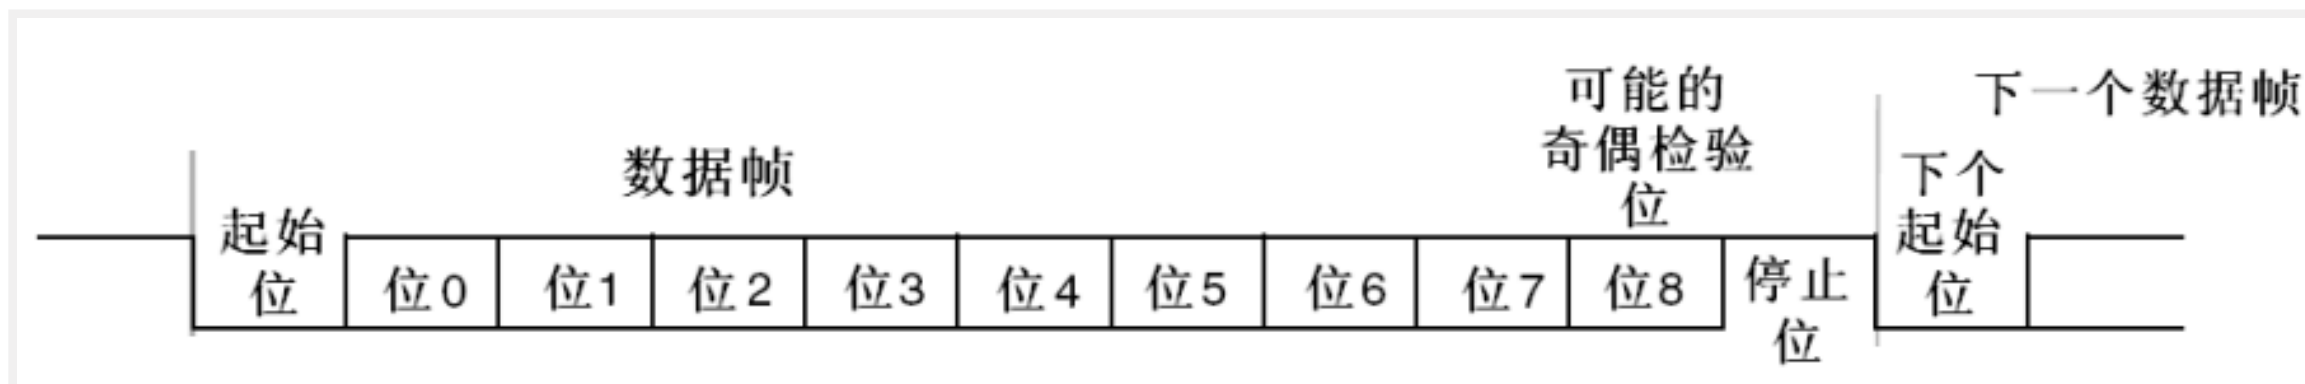 数据帧
可能的
奇偶检验
位
下一个数据帧
起始
位
位0
位1
位2
位3
位4
位5
位6
位7
位8
停止
位
下个
起始
位